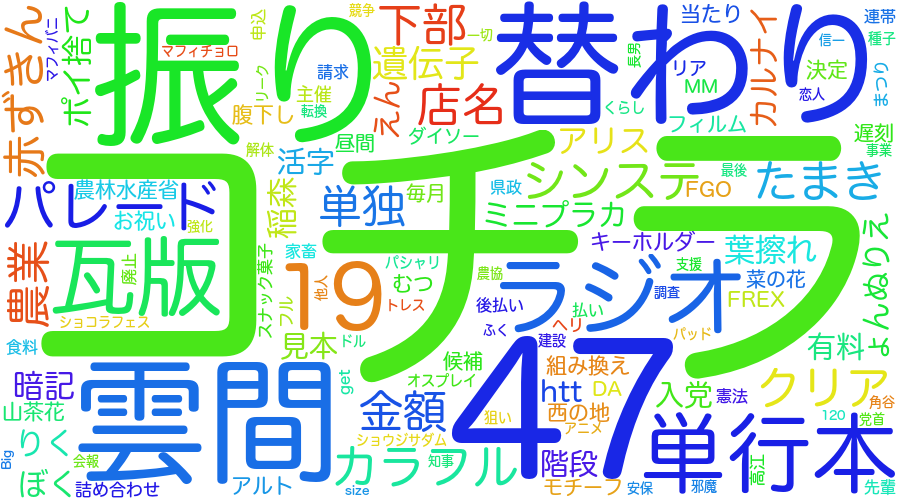 赤ずきん
マフィパニ
ポイ捨て
振り
マフィチョロ
申込
リーク
競争
請求
主催
転換
腹下し
下部
一切
遺伝子
えん
店名
昼間
ダイソー
替わり
くらし
長男
リア
MM
当たり
カルナイ
フィルム
決定
恋人
信一
連帯
種子
まつり
遅刻
事業
最後
解体
活字
稲森
アリス
シンステ
FGO
たまき
コチラ
パレード
農林水産省
お祝い
強化
単独
毎月
県政
ミニプラカ
キーホルダー
葉擦れ
よんぬりえ
農業
瓦版
廃止
スナック菓子
家畜
19
他人
フル
パシャリ
むつ
トレス
農協
後払い
ラジオ
支援
調査
菜の花
FREX
払い
ヘリ
パッド
ふく
建設
ショコラフェス
食料
見本
ドル
候補
オスプレイ
get
組み換え
有料
暗記
雲間
金額
47
htt
DA
入党
憲法
クリア
角谷
山茶花
りく
会報
ぼく
Big
詰め合わせ
アルト
ショウジサダム
狙い
西の地
アニメ
120
党首
カラフル
知事
size
階段
モチーフ
安保
単行本
邪魔
高江
先輩